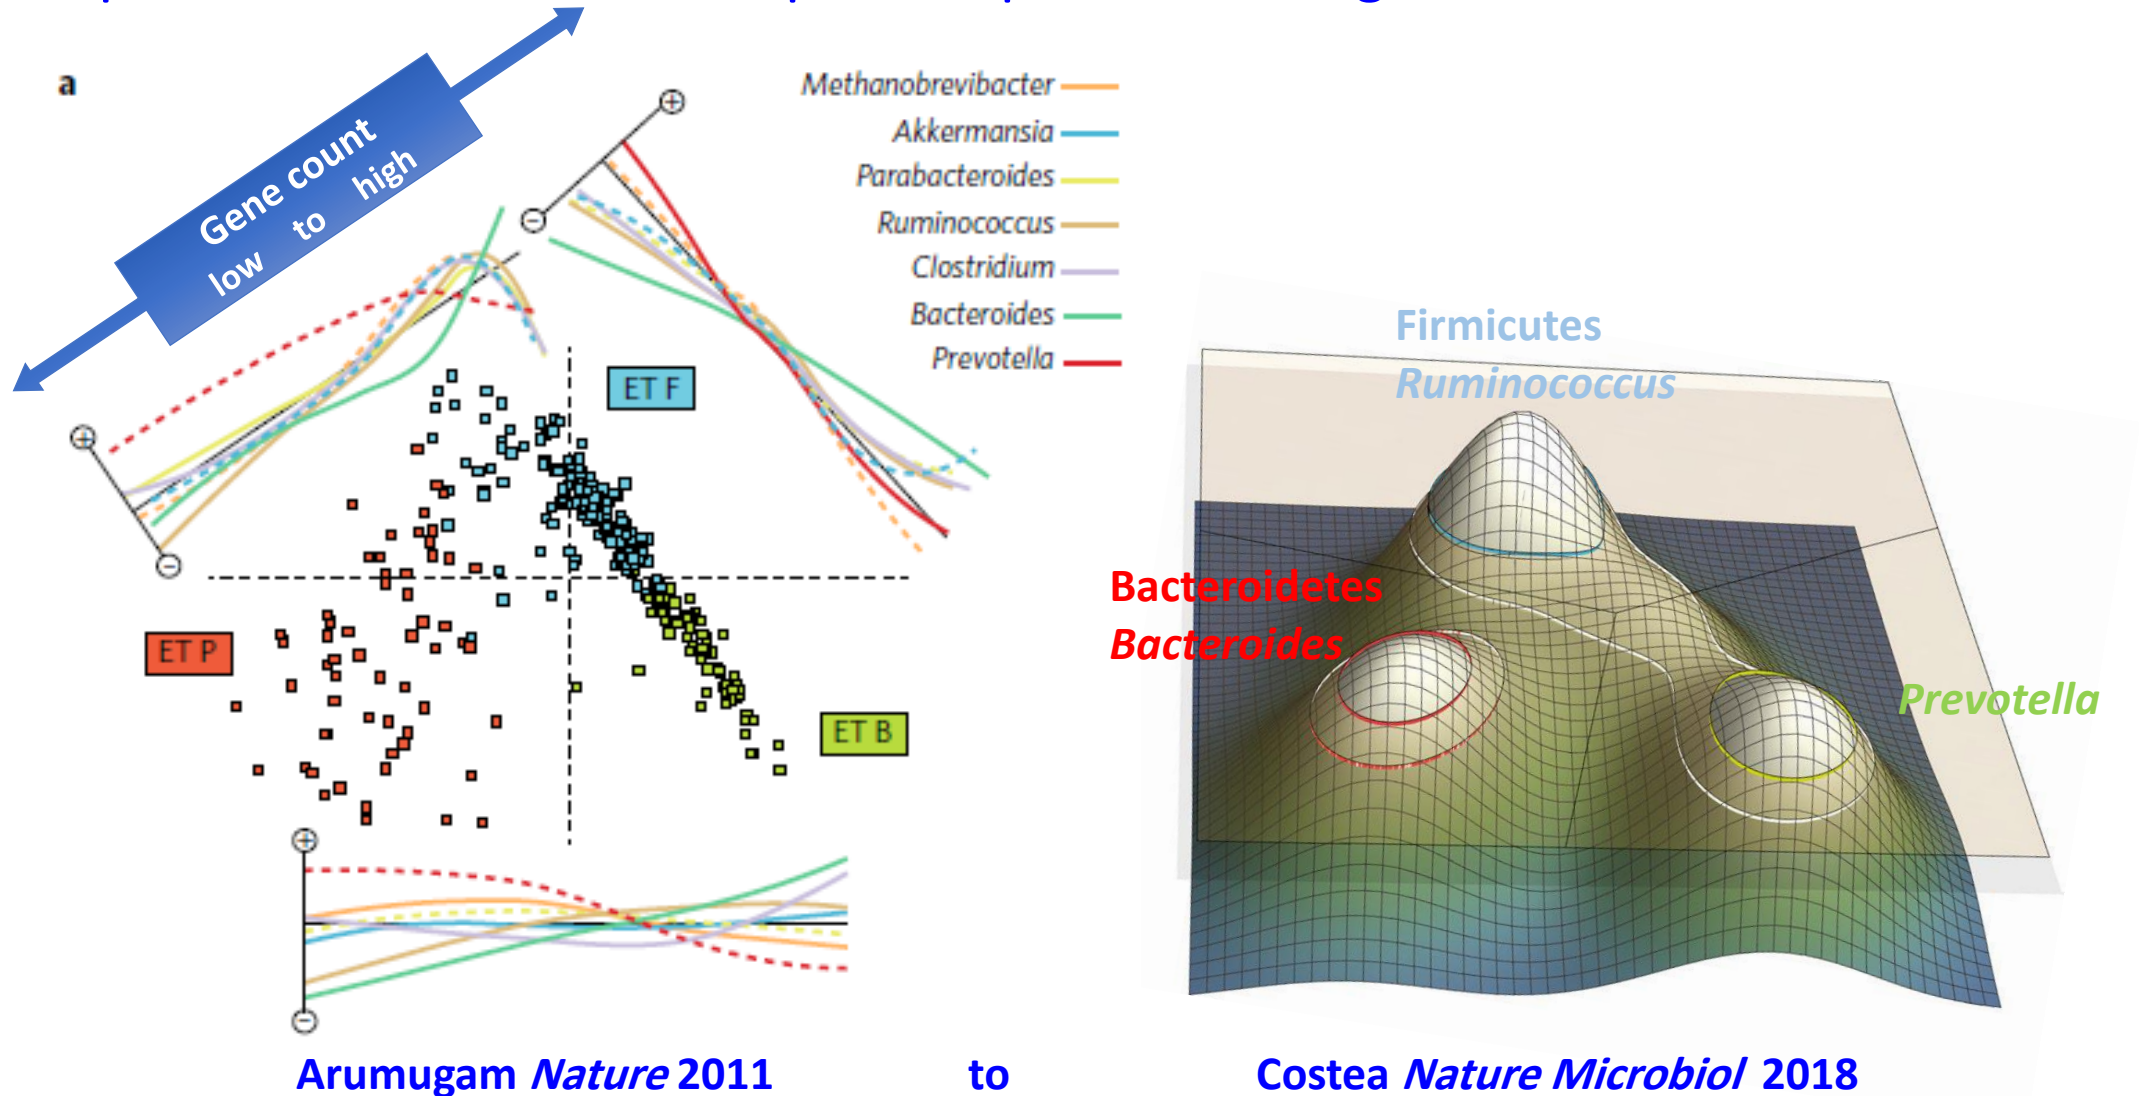 a
Gene count
low to high
Methanobrevibacter
Akkermansia
Parabacteroides
Ruminococcus
Clostridium
Bacteroides
Prevotella
+
−
+
−
ET F
ET P
ET B
+
−
Firmicutes
Ruminococcus
Bacteroidetes
Bacteroides
Prevotella
Arumugam Nature 2011 to Costea Nature Microbiol 2018